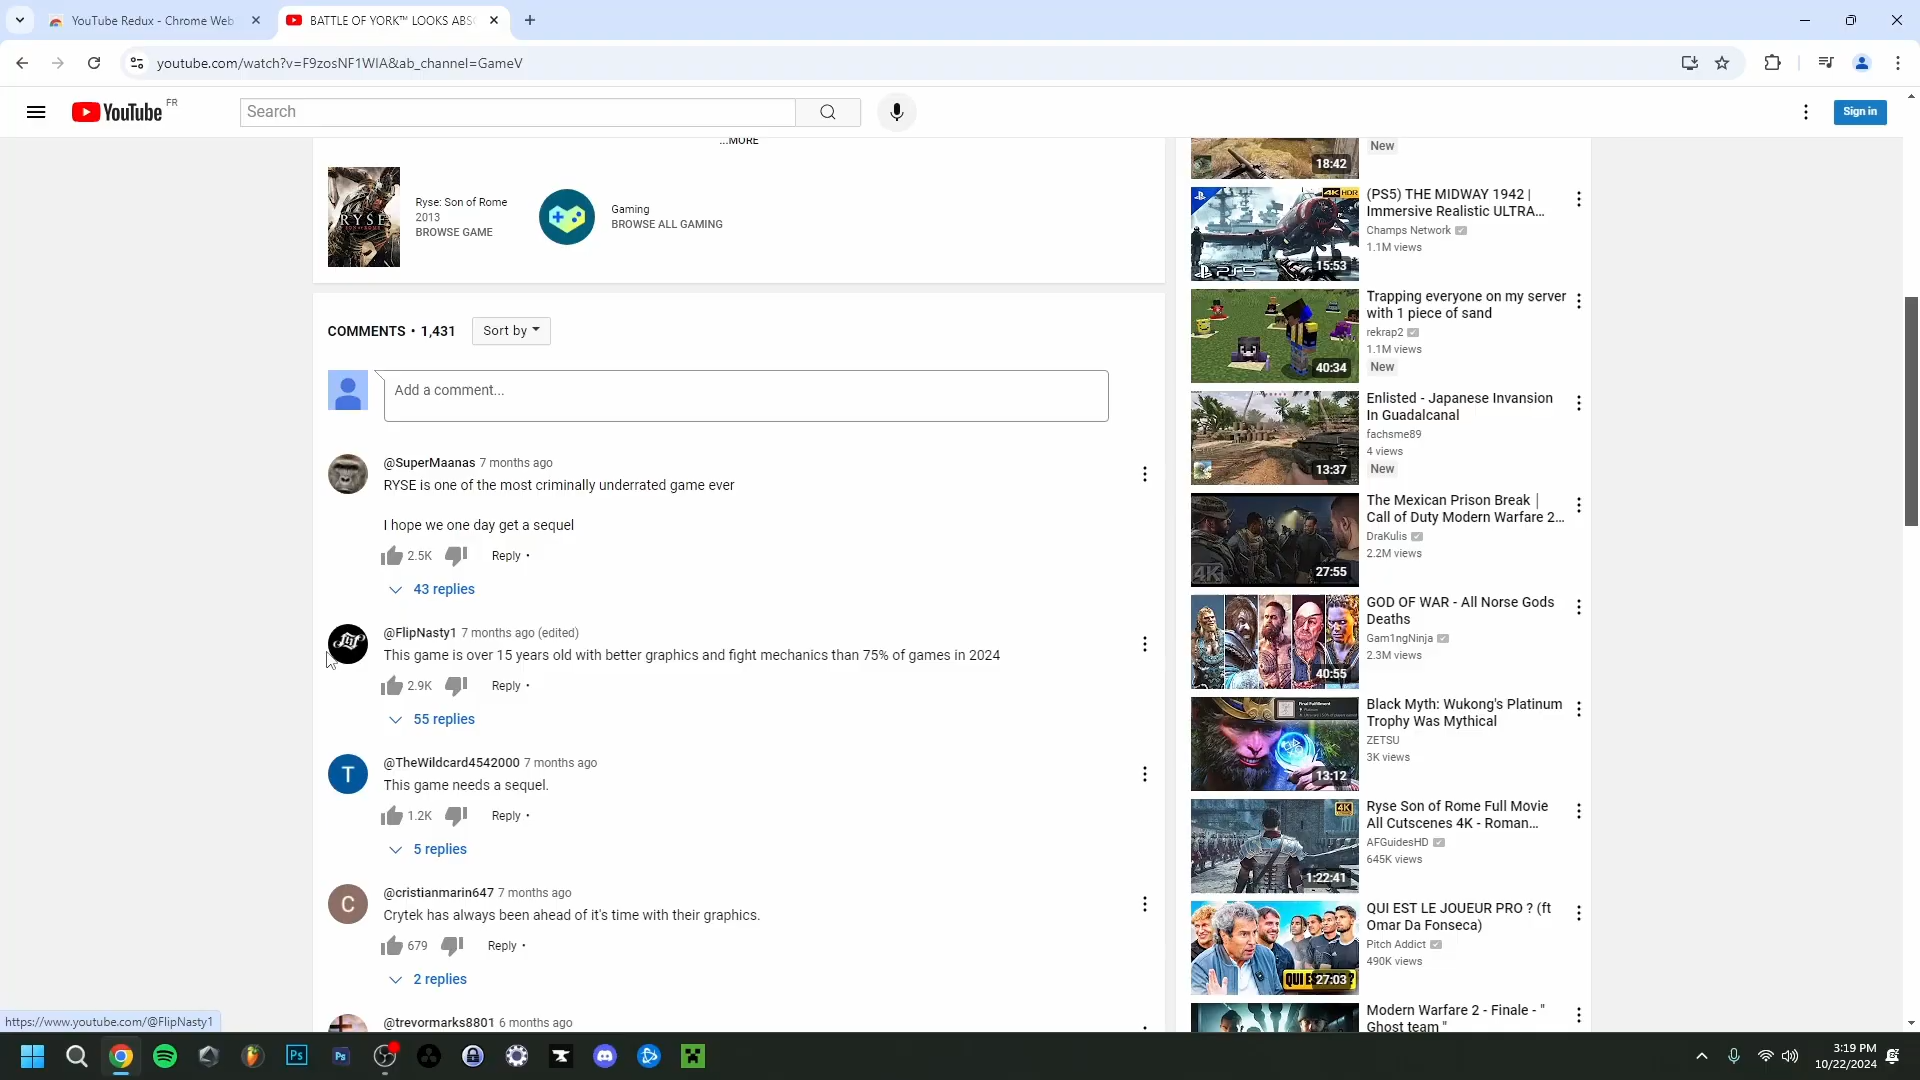 YouTube Redux - Chrome Web
BATTLE OF YORK™ LOOKS ABS
youtube.com/watch?v=F9zosNF1WIA&ab_channel=GameV
YouTube FR
Search
Sign in
...MORE
RYSE
Ryse: Son of Rome
2013
BROWSE GAME
Gaming
BROWSE ALL GAMING
COMMENTS • 1,431
Sort by
Add a comment...
@SuperMaanas 7 months ago
RYSE is one of the most criminally underrated game ever
I hope we one day get a sequel
2.5K Reply •
43 replies
@FlipNasty1 7 months ago (edited)
This game is over 15 years old with better graphics and fight mechanics than 75% of games in 2024
2.9K Reply •
55 replies
T
@TheWildcard4542000 7 months ago
This game needs a sequel.
1.2K Reply •
5 replies
C
@cristianmarin647 7 months ago
Crytek has always been ahead of it's time with their graphics.
679 Reply •
2 replies
@trevormarks8801 6 months ago
18:42
New
4K HDR
PS5
15:53
(PS5) THE MIDWAY 1942 |
Immersive Realistic ULTRA...
Champs Network
1.1M views
40:34
Trapping everyone on my server
with 1 piece of sand
rekrap2
1.1M views
New
13:37
Enlisted - Japanese Invansion
In Guadalcanal
fachsme89
4 views
New
4K
27:55
The Mexican Prison Break |
Call of Duty Modern Warfare 2...
DraKulis
2.2M views
40:55
GOD OF WAR - All Norse Gods
Deaths
Gam1ngNinja
2.3M views
13:12
Black Myth: Wukong's Platinum
Trophy Was Mythical
ZETSU
3K views
4K
1:22:41
Ryse Son of Rome Full Movie
All Cutscenes 4K - Roman...
AFGuidesHD
645K views
27:03
QUI EST LE JOUEUR PRO ? (ft
Omar Da Fonseca)
Pitch Addict
490K views
Modern Warfare 2 - Finale - "
Ghost team "
https://www.youtube.com/@FlipNasty1
Ps
Ps
3:19 PM
10/22/2024